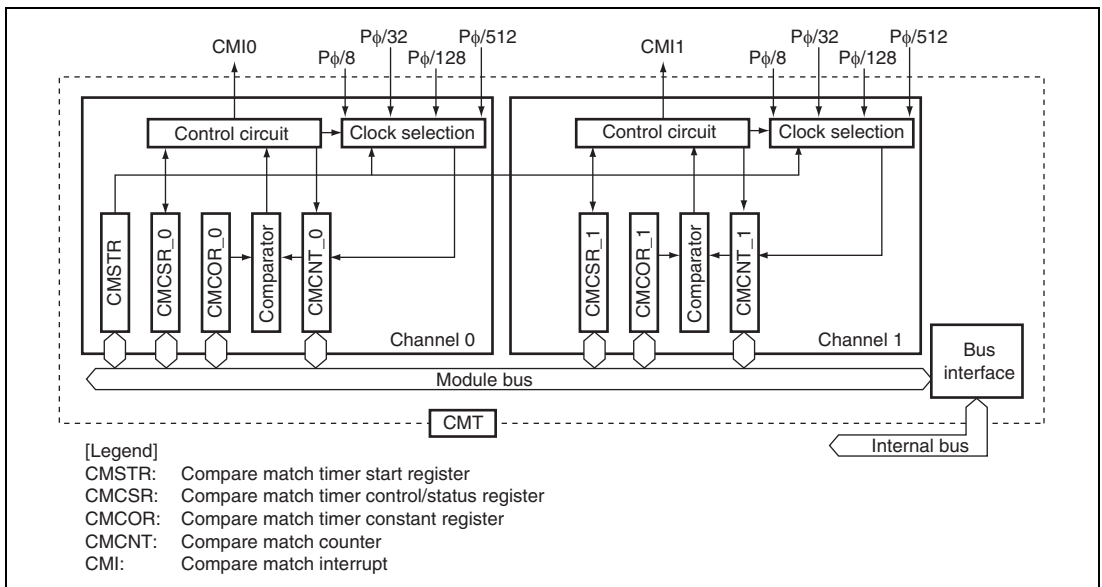 CMI0
Pφ/8
Pφ/32
Pφ/128
Pφ/512
CMI1
Pφ/8
Pφ/32
Pφ/128
Pφ/512
Control circuit
Clock selection
Control circuit
Clock selection
CMSTR
CMCSR_0
CMCOR_0
Comparator
CMCNT_0
CMCSR_1
CMCOR_1
Comparator
CMCNT_1
Channel 0
Channel 1
Bus
interface
Module bus
CMT
Internal bus
[Legend]
CMSTR: Compare match timer start register
CMCSR: Compare match timer control/status register
CMCOR: Compare match timer constant register
CMCNT: Compare match counter
CMI: Compare match interrupt